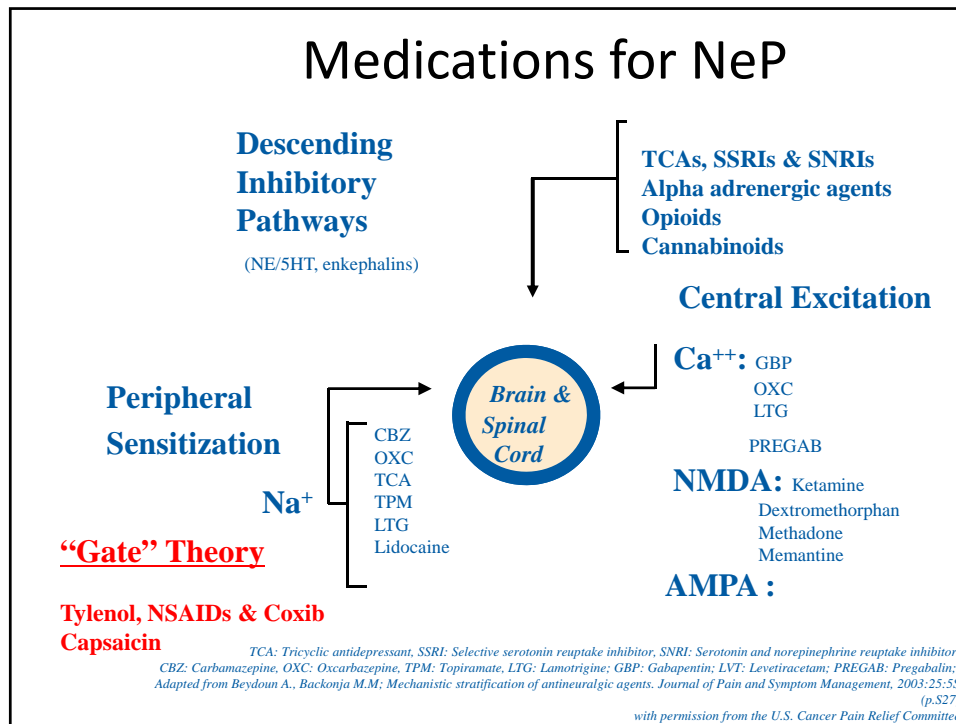 Medications for NeP
Descending
Inhibitory
Pathways
(NE/5HT, enkephalins)
TCAs, SSRIs & SNRIs
Alpha adrenergic agents
Opioids
Cannabinoids
Central Excitation
Ca++: GBP
OXC
LTG
PREGAB
NMDA: Ketamine
Dextromethorphan
Methadone
Memantine
AMPA :
Brain &
Spinal
Cord
Peripheral
Sensitization
Na+
CBZ
OXC
TCA
TPM
LTG
Lidocaine
“Gate” Theory
Tylenol, NSAIDs & Coxib
Capsaicin
TCA: Tricyclic antidepressant, SSRI: Selective serotonin reuptake inhibitor, SNRI: Serotonin and norepinephrine reuptake inhibitor
CBZ: Carbamazepine, OXC: Oxcarbazepine, TPM: Topiramate, LTG: Lamotrigine; GBP: Gabapentin; LVT: Levetiracetam; PREGAB: Pregabalin;
Adapted from Beydoun A., Backonja M.M; Mechanistic stratification of antineuralgic agents. Journal of Pain and Symptom Management, 2003:25:5S
(p.S27
with permission from the U.S. Cancer Pain Relief Committe